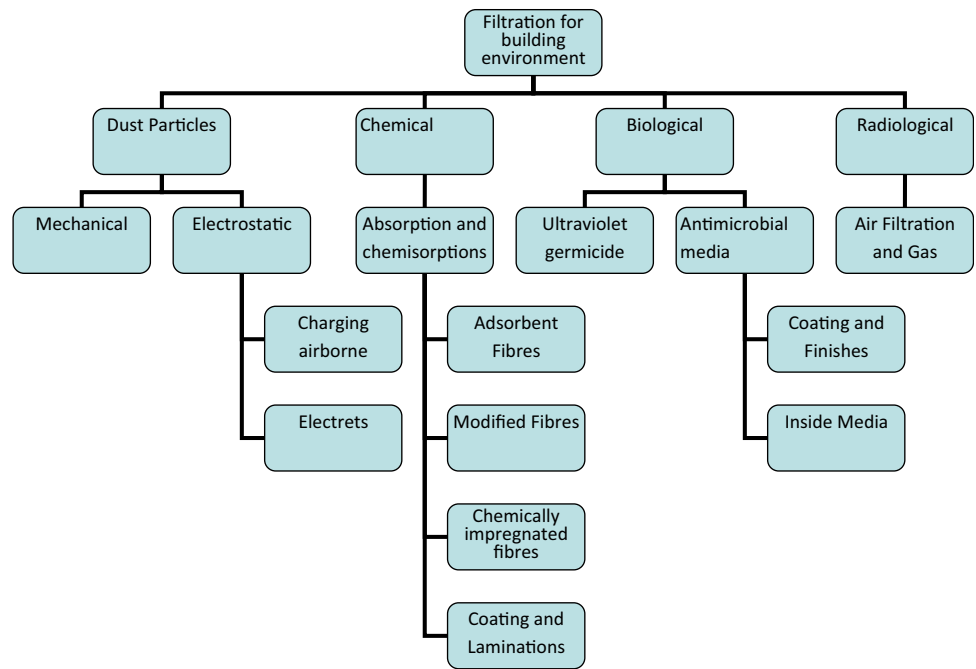 Filtration for
building
environment
Dust Particles
Chemical
Biological
Radiological
Mechanical
Electrostatic
Absorption and
chemisorptions
Ultraviolet
germicide
Antimicrobial
media
Air Filtration
and Gas
Charging
airborne
Adsorbent
Fibres
Coating and
Finishes
Electrets
Modified Fibres
Inside Media
Chemically
impregnated
fibres
Coating and
Laminations